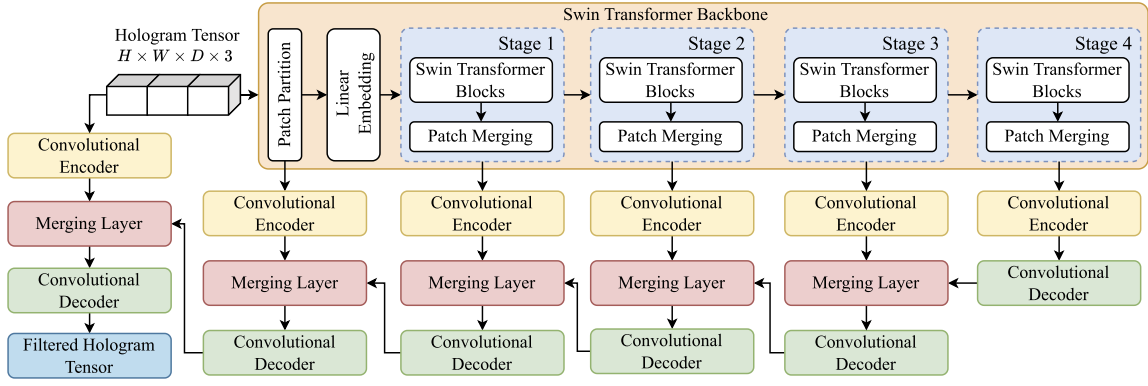 Swin Transformer Backbone
Hologram Tensor
H × W × D × 3
Patch Partition
Linear
Embedding
Stage 1
Swin Transformer
Blocks
Patch Merging
Stage 2
Swin Transformer
Blocks
Patch Merging
Stage 3
Swin Transformer
Blocks
Patch Merging
Stage 4
Swin Transformer
Blocks
Patch Merging
Convolutional
Encoder
Merging Layer
Convolutional
Decoder
Filtered Hologram
Tensor
Convolutional
Encoder
Merging Layer
Convolutional
Decoder
Convolutional
Encoder
Merging Layer
Convolutional
Decoder
Convolutional
Encoder
Merging Layer
Convolutional
Decoder
Convolutional
Encoder
Merging Layer
Convolutional
Decoder
Convolutional
Encoder
Convolutional
Decoder